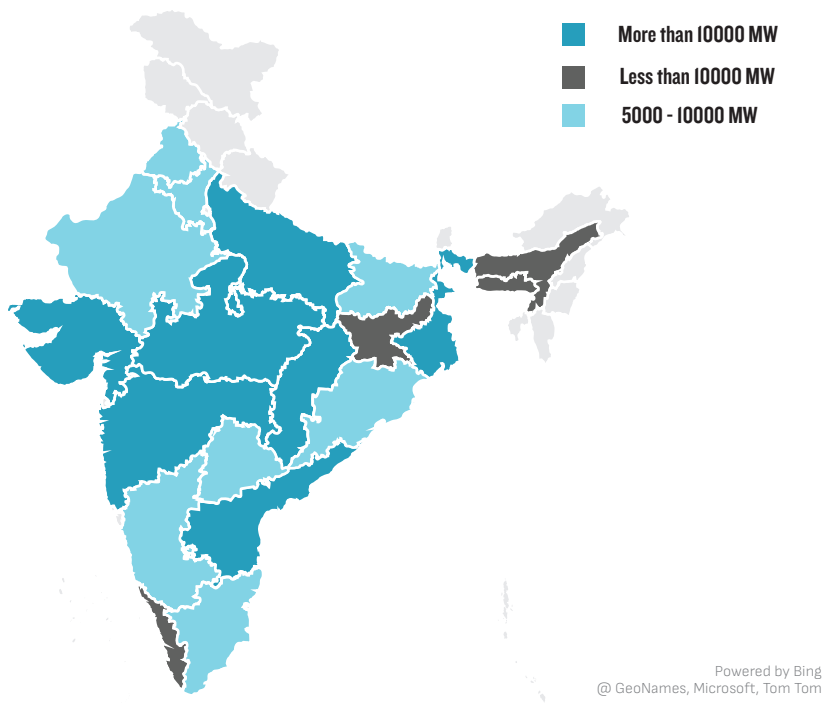 More than 10000 MW
Less than 10000 MW
5000 - 10000 MW
Powered by Bing
@ GeoNames, Microsoft, Tom Tom